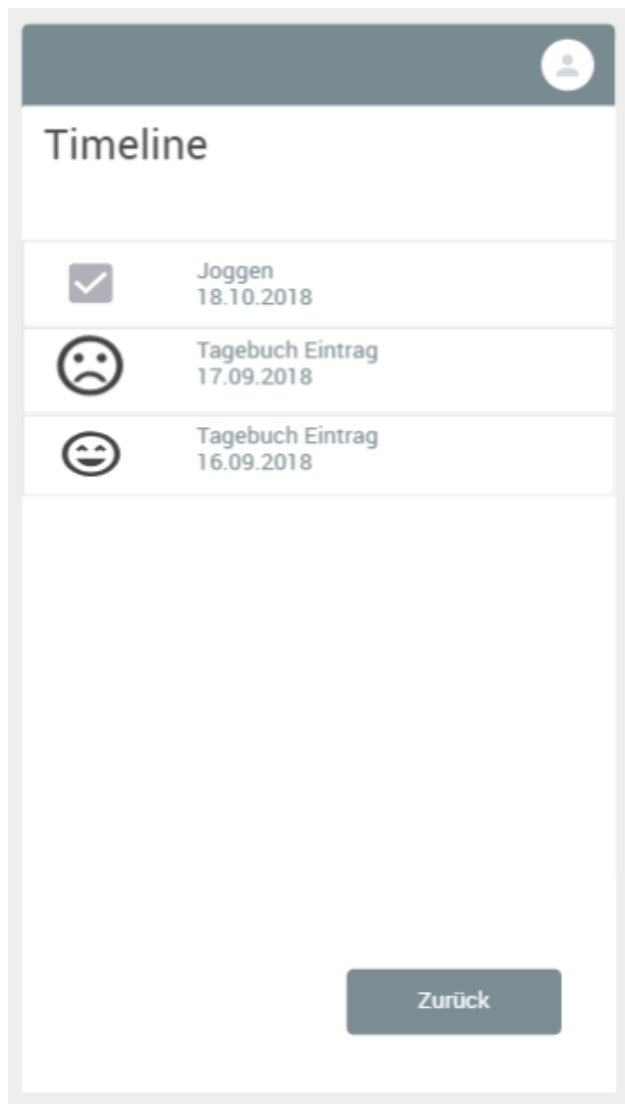 Timeline
Joggen
18.10.2018
Tagebuch Eintrag
17.09.2018
Tagebuch Eintrag
16.09.2018
Zurück